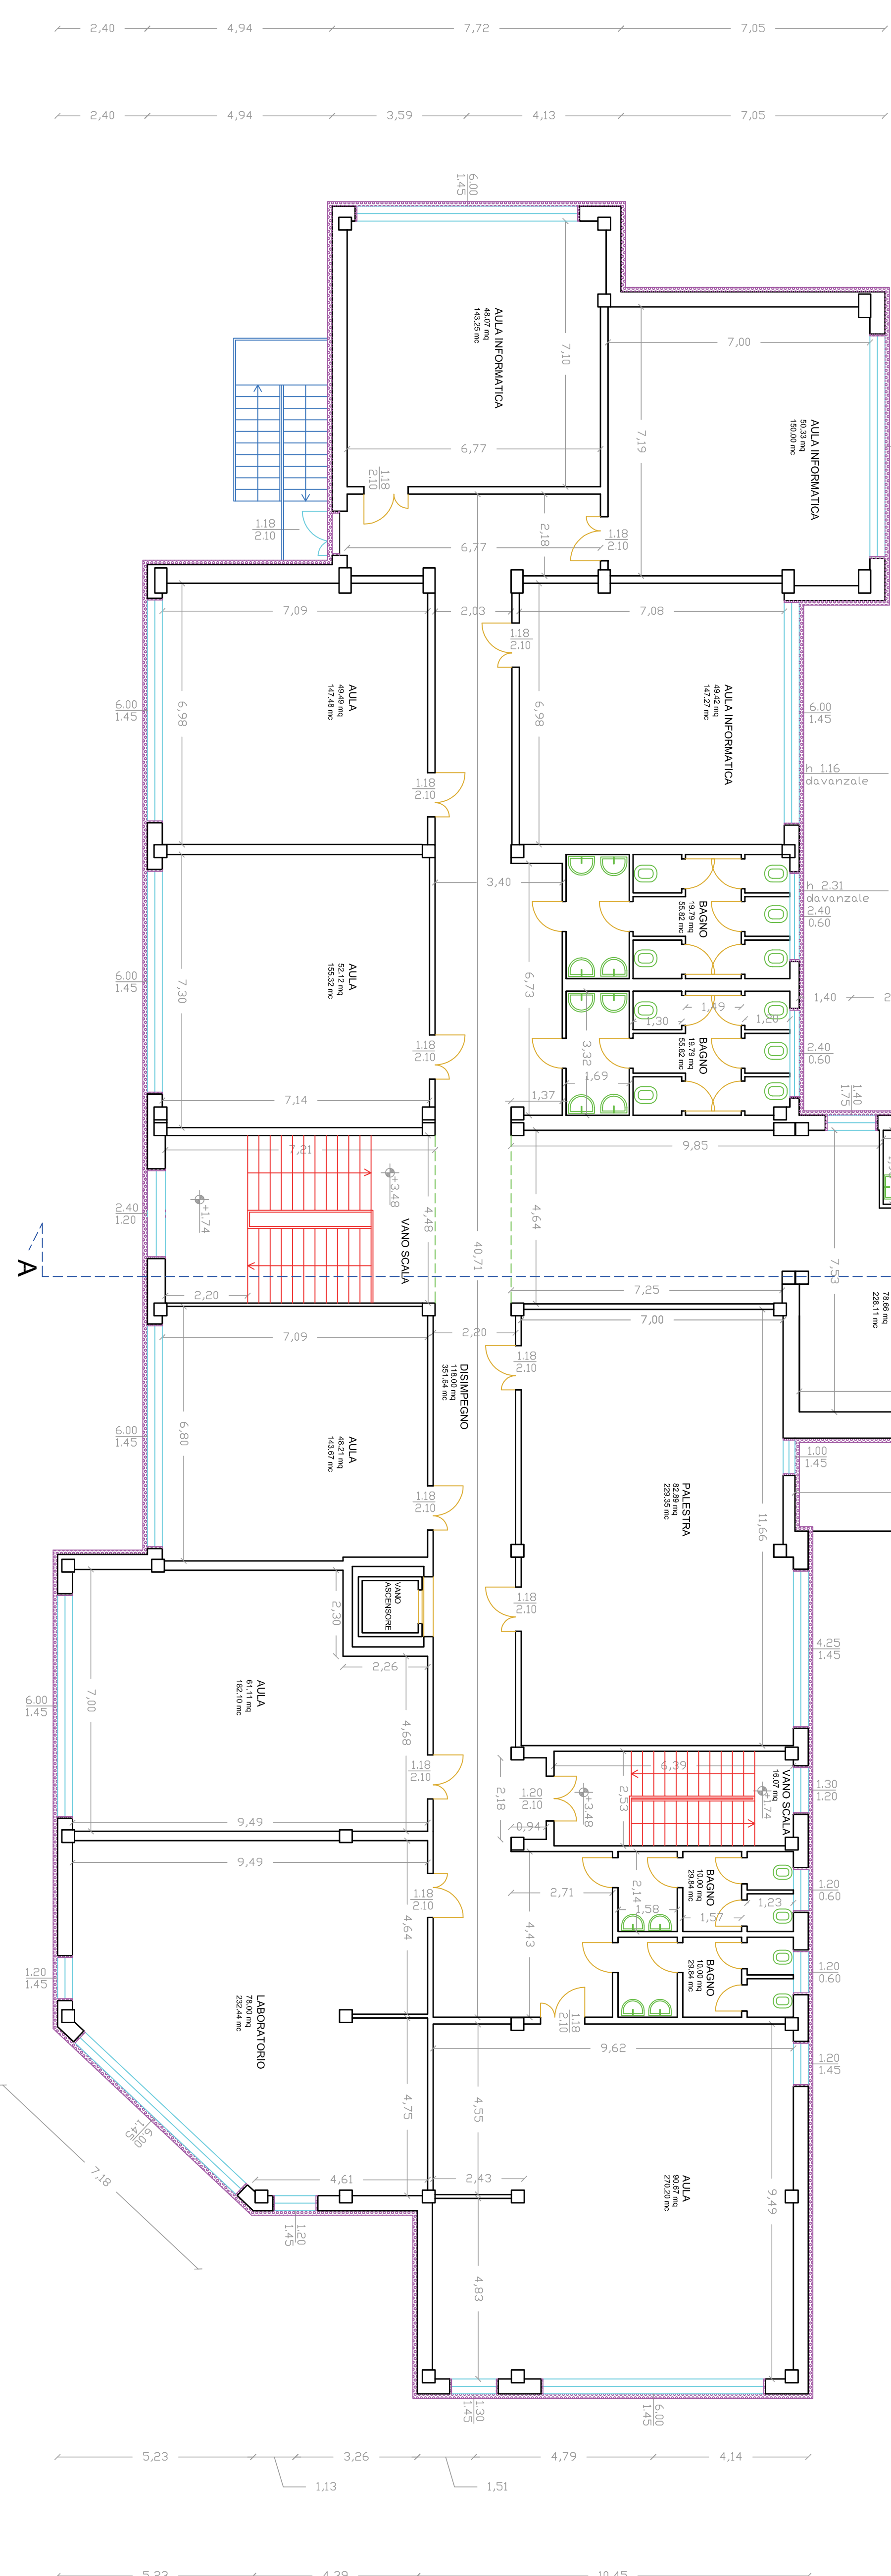 2,40 4,94 7,72 7,05
2,40 4,94 3,59 4,13 7,05
6.00
1.45
AULA INFORMATICA
48.07 mq
143,25 mc
7,10
6,77
7,00
7,19
AULA INFORMATICA
50.33 mq
150.00 mc
1.18
2.10
1.18
2.10
2,18
6,77
1.18
2.10
7,09
2,03
7,08
1.18
2.10
6,98
AULA
49.49 mq
147.48 mc
6,98
AULA INFORMATICA
49.42 mq
147.27 mc
6.00
1.45
6.00
1.45
h 1.16
davanzale
1.18
2.10
3,40
h 2.31
davanzale
2.40
0.60
BAGNO
19.79 mq
55.82 mc
7,30
AULA
52.12 mq
155.32 mc
6.00
1.45
6,73
1,40
1,49
1,30
1,20
3,32
BAGNO
19.79 mq
55.82 mc
2.40
0.60
1.18
2.10
1,69
1,37
7,14
1.40
1.75
7,21
9,85
+3.48
+1.74
2.40
1.20
4,48
4,64
VANO SCALA
40,71
7,53
A
2,20
7,25
78.66 mq
228.11 mc
7,09
2,20
7,00
1.18
2.10
DISIMPEGNO
118.00 mq
351.64 mc
6,80
AULA
48.21 mq
143.67 mc
6.00
1.45
1.00
1.45
PALESTRA
82.89 mq
229.35 mc
11,66
1.18
2.10
VANO
ASCENSORE
2,30
2,26
1.18
2.10
4.25
1.45
7,00
AULA
61.11 mq
182.10 mc
6.00
1.45
4,68
6,39
1.18
2.10
2,18
1.20
2.10
+3.48
2,53
+1.74
VANO SCALA
16.07 mq
1.30
1.20
0,94
9,49
9,49
1.18
2.10
4,64
2,71
4,43
2,14
1,58
1,57
1,23
BAGNO
10.00 mq
29.84 mc
1.20
0.60
BAGNO
10.00 mq
29.84 mc
1.20
0.60
1.20
1.45
LABORATORIO
78.00 mq
232.44 mc
1.18
2.10
9,62
1.20
1.45
6.00
1.45
7,18
4,75
4,55
4,61
2,43
AULA
90.67 mq
270.20 mc
9,49
1.20
1.45
4,83
1.30
1.45
6.00
1.45
5,23 3,26 4,79 4,14
1,13 1,51
5,23 4,39 10,45